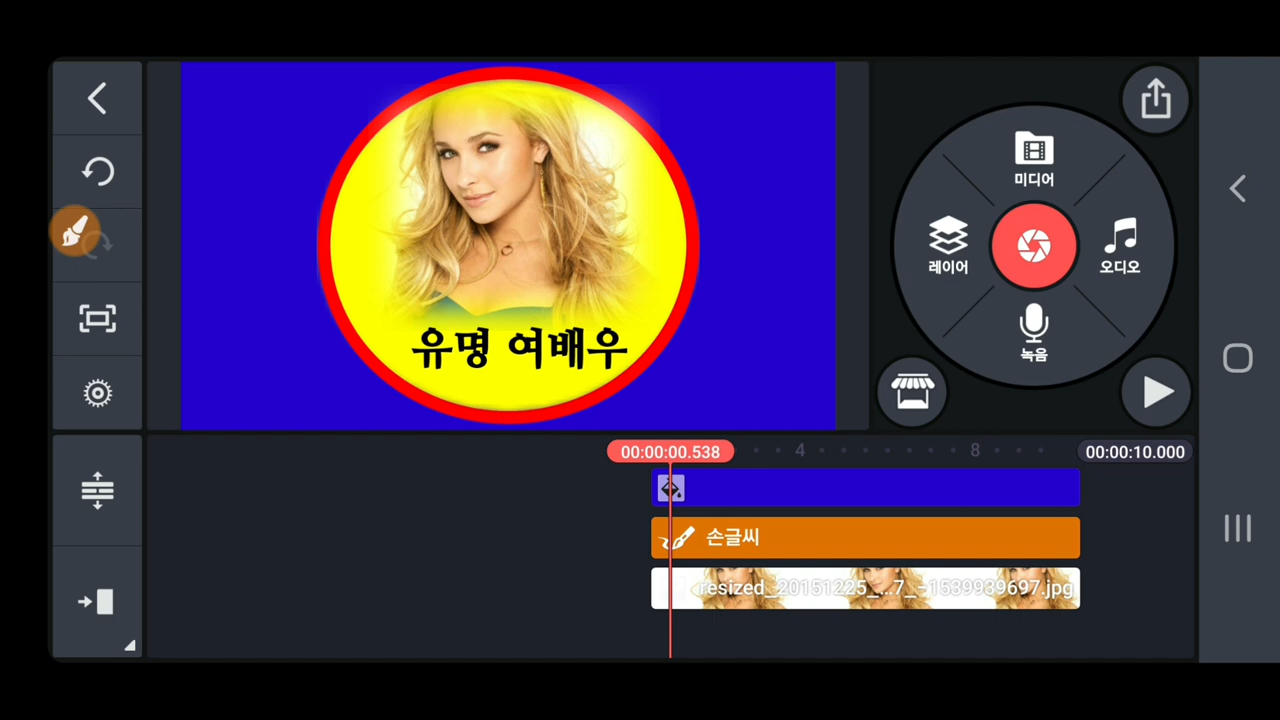 미디어
레이어
오디오
녹음
유명 여배우
00:00:00.538
4
8
00:00:10.000
손글씨
resized_20151225_...7_-1539939697.jpg